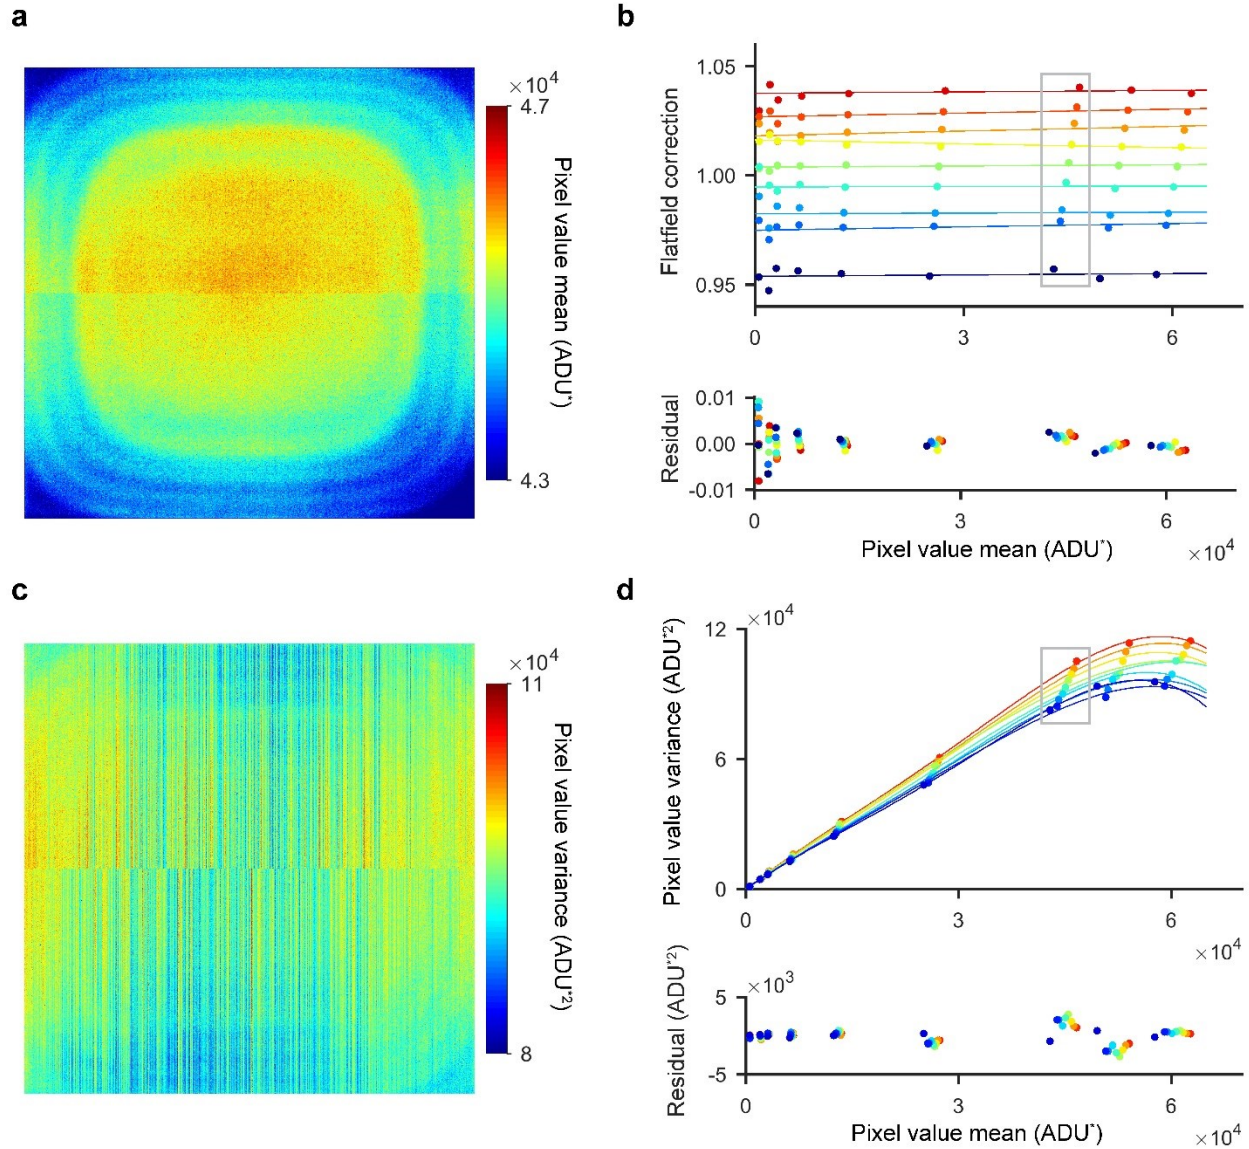 a
×10⁴
4.7
Pixel value mean (ADU*)
4.3
b
Flatfield correction
1.05
1.00
0.95
0 3 6
Residual
0.01
0.00
-0.01
0 3 6
Pixel value mean (ADU*)
×10⁴
c
×10⁴
11
Pixel value variance (ADU*²)
8
d
×10⁴
Pixel value variance (ADU*²)
12
6
0
0 3 6
×10⁴
Residual (ADU*²)
×10³
5
-5
0 3 6
Pixel value mean (ADU*)
×10⁴